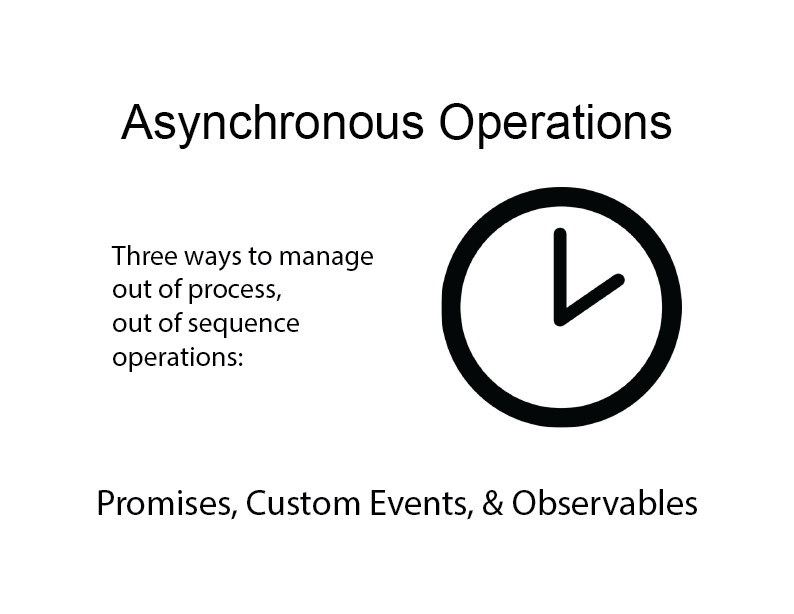 Asynchronous Operations
Three ways to manage
out of process,
out of sequence
operations:
Promises, Custom Events, & Observables